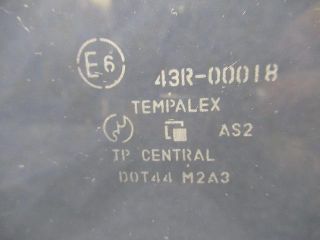 E6 43R-00018
TEMPALEX
AS2
TP CENTRAL
DOT44 M2A3